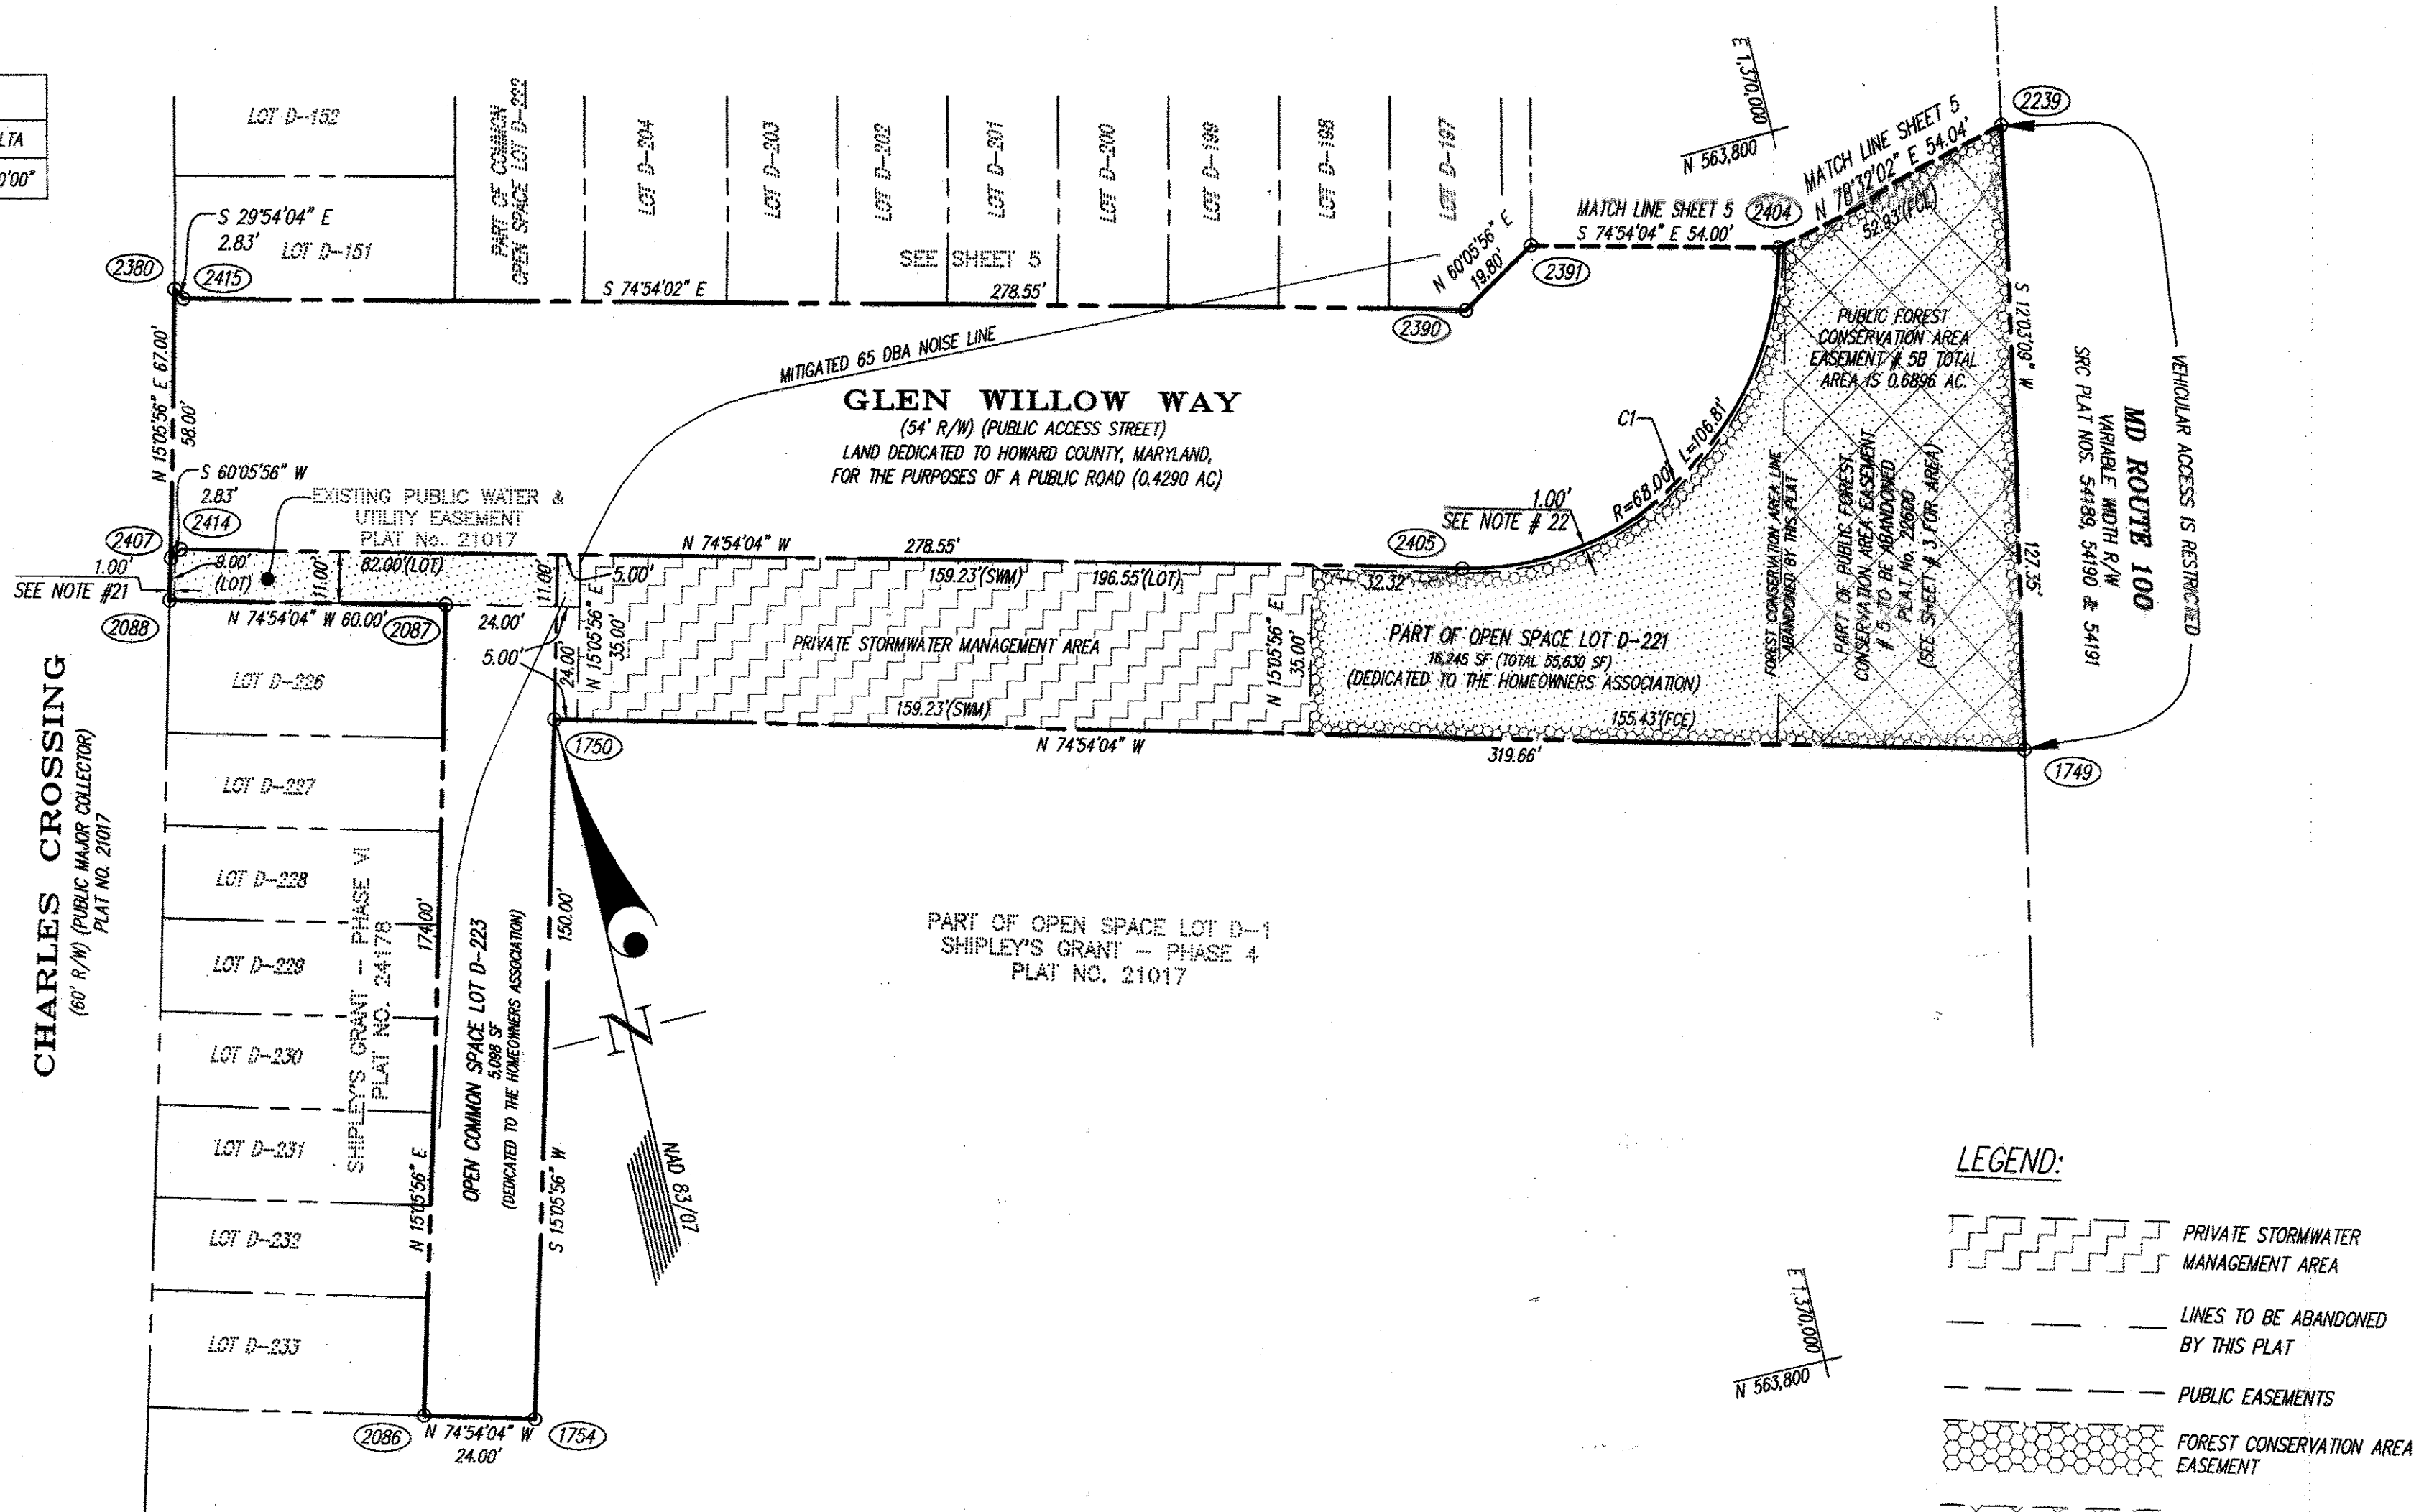 LTA
0'00"
LOT D-152
LOT D-151
PART OF COMMON
OPEN SPACE LOT D-222
LOT D-204
LOT D-203
LOT D-202
LOT D-201
LOT D-200
LOT D-199
LOT D-198
LOT D-197
SEE SHEET 5
S 29°54'04" E
2.83'
2380
2415
S 74°54'02" E
278.55'
N 60°05'56" E
19.80'
2390
2391
MATCH LINE SHEET 5
S 74°54'04" E 54.00'
2404
MATCH LINE SHEET 5
N 78°32'02" E 54.04'
52.93'(FCE)
2239
E 1,370,000
N 563,800
N 15°05'56" E 67.00'
58.00'
MITIGATED 65 DBA NOISE LINE
GLEN WILLOW WAY
(54' R/W) (PUBLIC ACCESS STREET)
LAND DEDICATED TO HOWARD COUNTY, MARYLAND,
FOR THE PURPOSES OF A PUBLIC ROAD (0.4290 AC)
C1
R=68.00'
L=106.81'
1.00'
SEE NOTE # 22
PUBLIC FOREST
CONSERVATION AREA
EASEMENT # 5B TOTAL
AREA IS 0.6896 AC.
FOREST CONSERVATION AREA LINE
ABANDONED BY THIS PLAT
PART OF PUBLIC FOREST
CONSERVATION AREA EASEMENT
# 5 TO BE ABANDONED
PLAT No. 22600
(SEE SHEET # 3 FOR AREA)
S 12°03'09" W
127.35'
MD ROUTE 100
VARIABLE WIDTH R/W
SRC PLAT NOS. 54189, 54190 & 54191
VEHICULAR ACCESS IS RESTRICTED
S 60°05'56" W
2.83'
2414
2407
EXISTING PUBLIC WATER &
UTILITY EASEMENT
PLAT No. 21017
1.00'
SEE NOTE #21
9.00'
(LOT)
11.00'
82.00'(LOT)
N 74°54'04" W 60.00'
2088
2087
24.00'
11.00'
5.00'
5.00'
24.00'
N 74°54'04" W
278.55'
159.23'(SWM)
196.55'(LOT)
2405
32.32'
N 15°05'56" E
35.00'
PRIVATE STORMWATER MANAGEMENT AREA
N 15°05'56" E
35.00'
159.23'(SWM)
PART OF OPEN SPACE LOT D-221
16,245 SF (TOTAL 55,630 SF)
(DEDICATED TO THE HOMEOWNERS ASSOCIATION)
155.43'(FCE)
1750
N 74°54'04" W
319.66'
1749
CHARLES CROSSING
(60' R/W) (PUBLIC MAJOR COLLECTOR)
PLAT NO. 21017
LOT D-226
LOT D-227
LOT D-228
LOT D-229
LOT D-230
LOT D-231
LOT D-232
LOT D-233
SHIPLEY'S GRANT - PHASE VI
PLAT NO. 24178
174.00'
N 15°05'56" E
OPEN COMMON SPACE LOT D-223
5,098 SF
(DEDICATED TO THE HOMEOWNERS ASSOCIATION)
150.00'
S 15°05'56" W
N
NAD 83/07
PART OF OPEN SPACE LOT D-1
SHIPLEY'S GRANT - PHASE 4
PLAT NO. 21017
2086
N 74°54'04" W
24.00'
1754
E 1,370,000
N 563,800
LEGEND:
PRIVATE STORMWATER
MANAGEMENT AREA
LINES TO BE ABANDONED
BY THIS PLAT
PUBLIC EASEMENTS
FOREST CONSERVATION AREA
EASEMENT